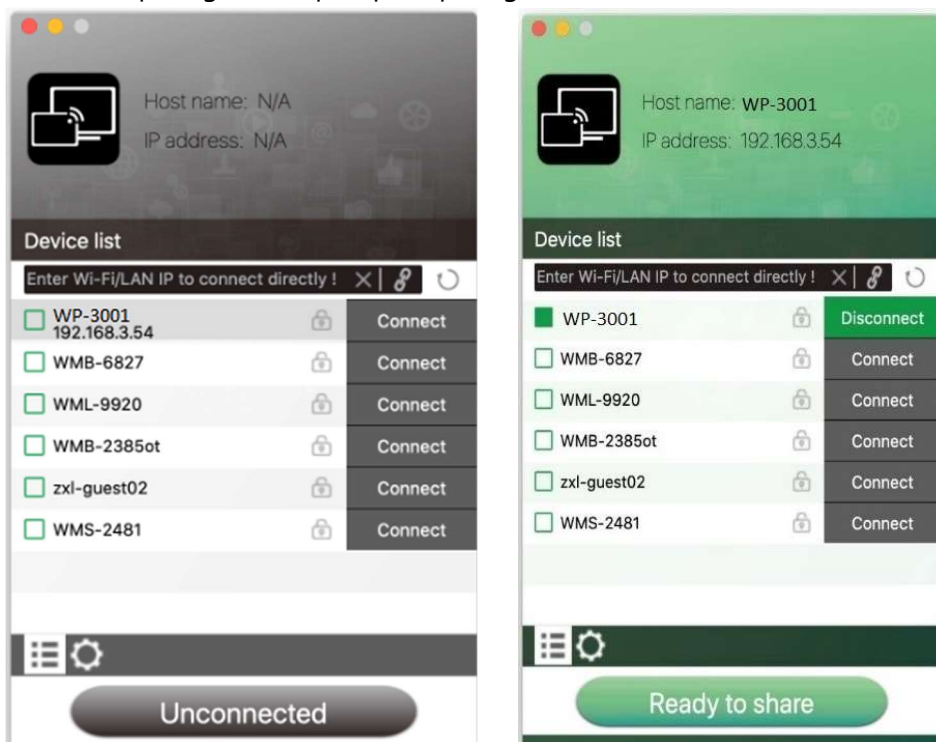 Host name: N/A
IP address: N/A
Device list
Enter Wi-Fi/LAN IP to connect directly !
WP-3001
192.168.3.54
Connect
WMB-6827
Connect
WML-9920
Connect
WMB-2385ot
Connect
zxl-guest02
Connect
WMS-2481
Connect
Unconnected
Host name: WP-3001
IP address: 192.168.3.54
Device list
Enter Wi-Fi/LAN IP to connect directly !
WP-3001
Disconnect
WMB-6827
Connect
WML-9920
Connect
WMB-2385ot
Connect
zxl-guest02
Connect
WMS-2481
Connect
Ready to share